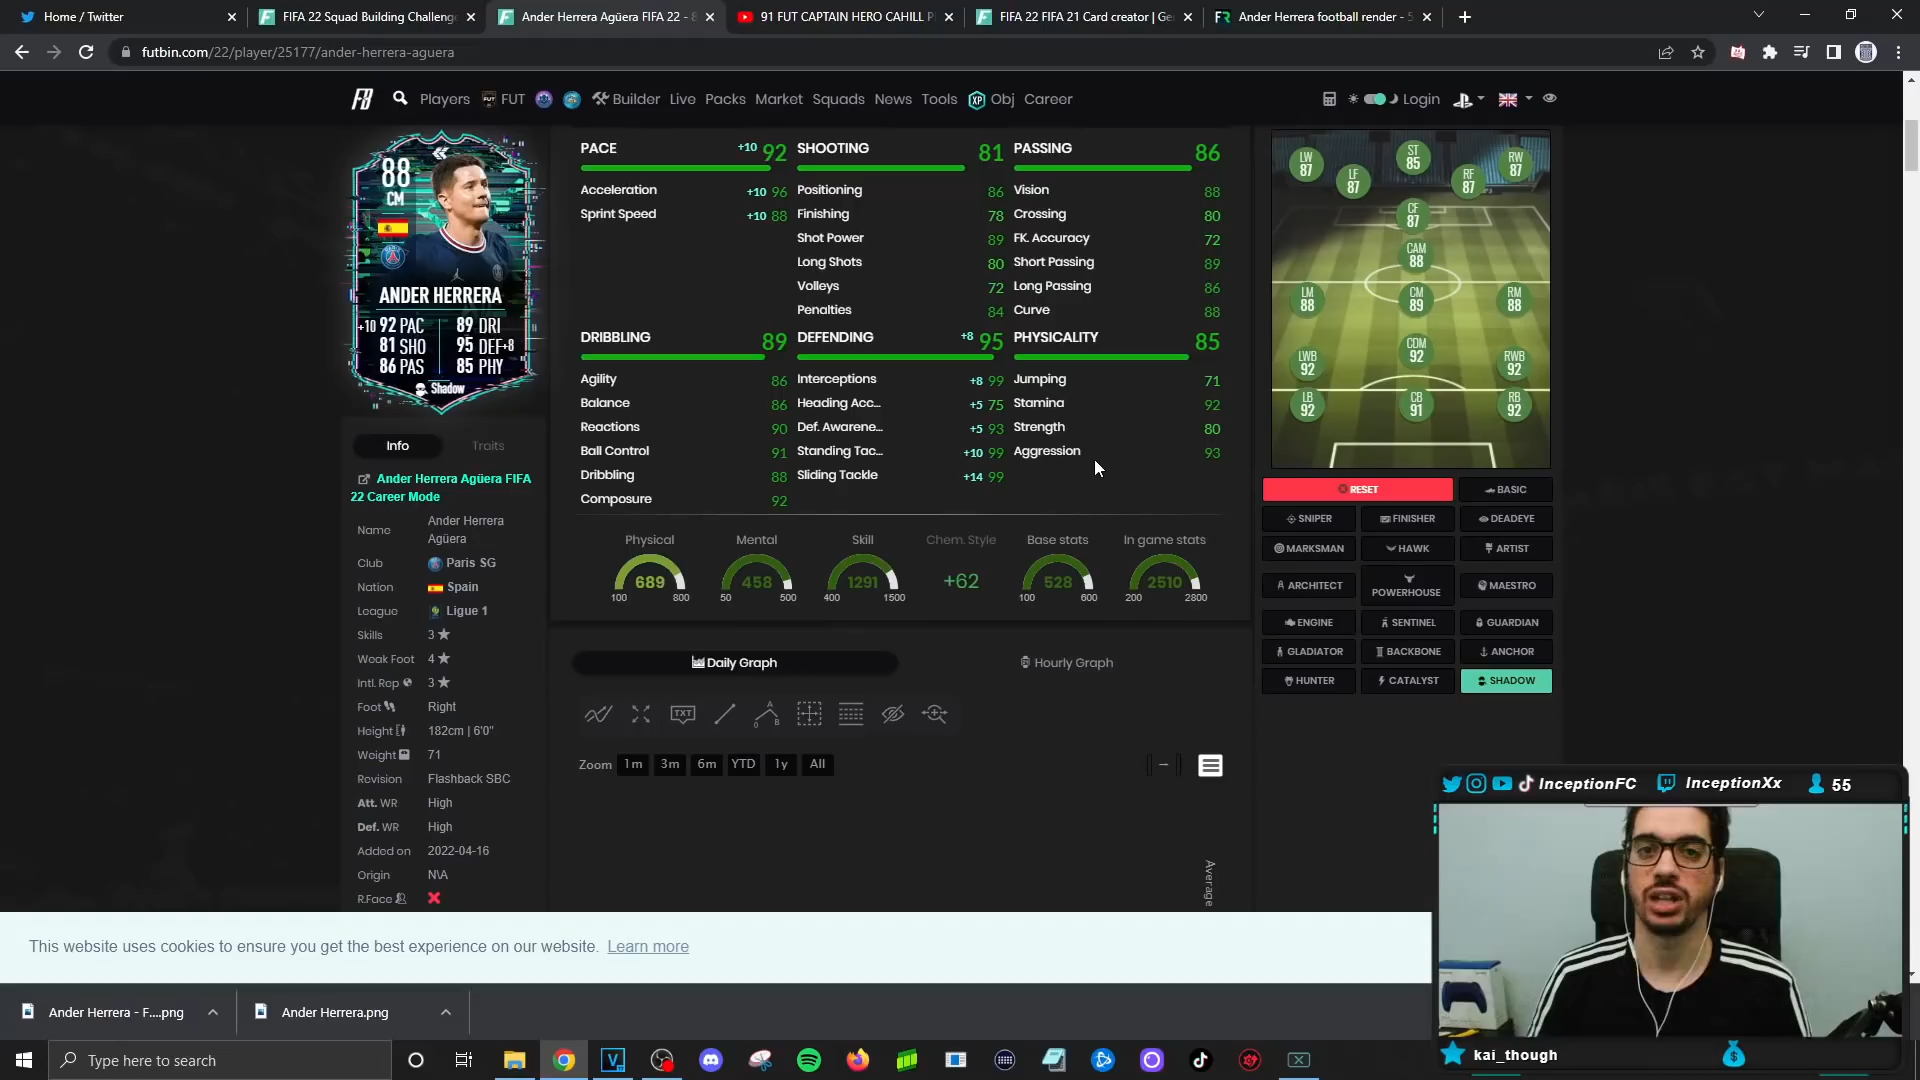 Home / Twitter
FIFA 22 Squad Building Challenge
Ander Herrera Agüera FIFA 22 - 8
91 FUT CAPTAIN HERO CAHILL P
FIFA 22 FIFA 21 Card creator | Ge
Ander Herrera football render - 5
futbin.com/22/player/25177/ander-herrera-aguera
Players FUT Builder Live Packs Market Squads News Tools XP Obj Career Login
88
CM
ANDER HERRERA
+10 92 PAC 89 DRI
81 SHO 95 DEF+8
86 PAS 85 PHY
Shadow
Info Traits
Ander Herrera Agüera FIFA
22 Career Mode
Name Ander Herrera
Agüera
Club Paris SG
Nation Spain
League Ligue 1
Skills 3
Weak Foot 4
Intl. Rep 3
Foot Right
Height 182cm | 6'0"
Weight 71
Revision Flashback SBC
Att. WR High
Def. WR High
Added on 2022-04-16
Origin N\A
R.Face
PACE +10 92
Acceleration +10 96
Sprint Speed +10 88
SHOOTING 81
Positioning 86
Finishing 78
Shot Power 89
Long Shots 80
Volleys 72
Penalties 84
PASSING 86
Vision 88
Crossing 80
FK. Accuracy 72
Short Passing 89
Long Passing 86
Curve 88
DRIBBLING 89
Agility 86
Balance 86
Reactions 90
Ball Control 91
Dribbling 88
Composure 92
DEFENDING +8 95
Interceptions +8 99
Heading Acc... +5 75
Def. Awarene... +5 93
Standing Tac... +10 99
Sliding Tackle +14 99
PHYSICALITY 85
Jumping 71
Stamina 92
Strength 80
Aggression 93
Physical Mental Skill Chem. Style Base stats In game stats
689 458 1291 +62 528 2510
100 800 50 500 400 1500 100 600 200 2800
Daily Graph Hourly Graph
TXT
Zoom 1m 3m 6m YTD 1y All
Average
LW 87
LF 87
ST 85
RF 87
RW 87
CF 87
CAM 88
LM 88
CM 89
RM 88
LWB 92
CDM 92
RWB 92
LB 92
CB 91
RB 92
RESET BASIC
SNIPER FINISHER DEADEYE
MARKSMAN HAWK ARTIST
ARCHITECT POWERHOUSE MAESTRO
ENGINE SENTINEL GUARDIAN
GLADIATOR BACKBONE ANCHOR
HUNTER CATALYST SHADOW
InceptionFC InceptionXx 55
kai_though
This website uses cookies to ensure you get the best experience on our website. Learn more
Ander Herrera - F....png Ander Herrera.png
Type here to search